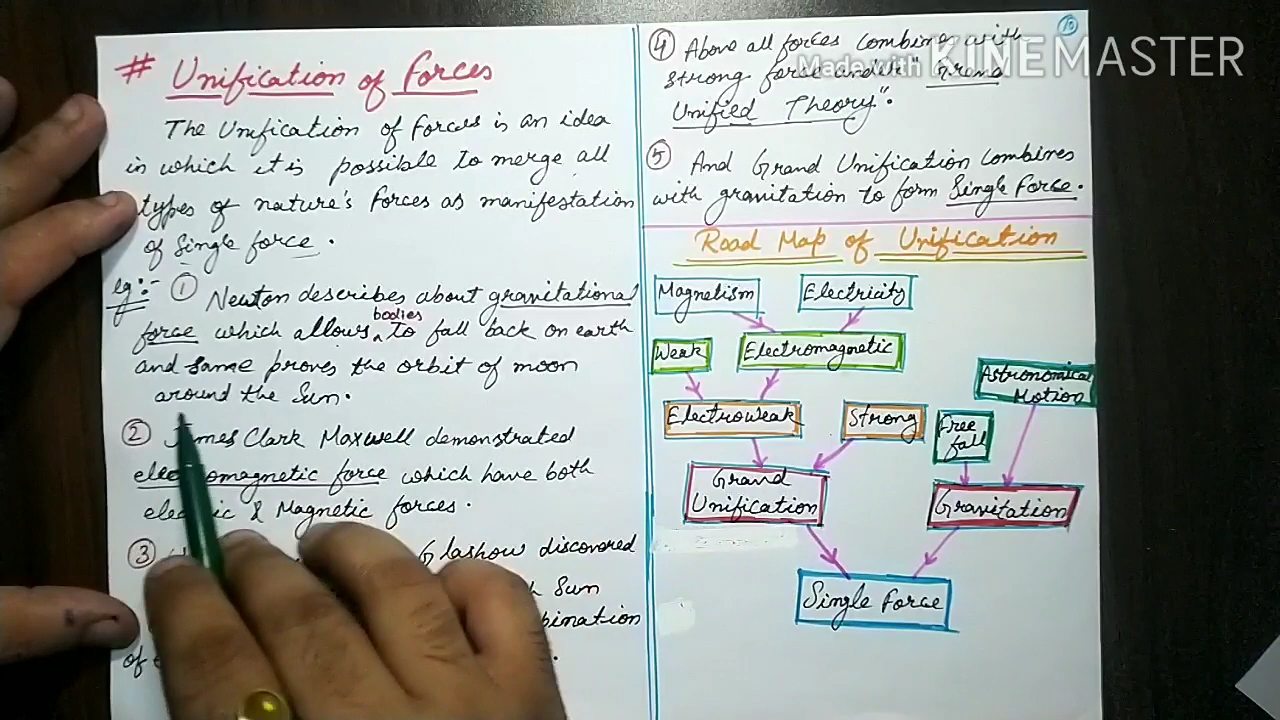 # Unification of Forces
The Unification of Forces is an idea
in which it is possible to merge all
types of nature's forces as manifestation
of Single force.
eg:- ① Newton describes about gravitational
force which allows bodies to fall back on earth
and same proves the orbit of moon
around the Sun.
② James Clark Maxwell demonstrated
electromagnetic force which have both
electric & Magnetic forces.
③ Glashow discovered
Sun
of
10
④ Above all forces combine with
Strong force
Unified Theory".
⑤ And Grand Unification combines
with gravitation to form Single Force.
Road Map of Unification
Magnetism Electricity
Weak Electromagnetic
Astronomical
Motion
Electroweak Strong Free
fall
Grand
Unification Gravitation
Single Force
Made with KINEMASTER